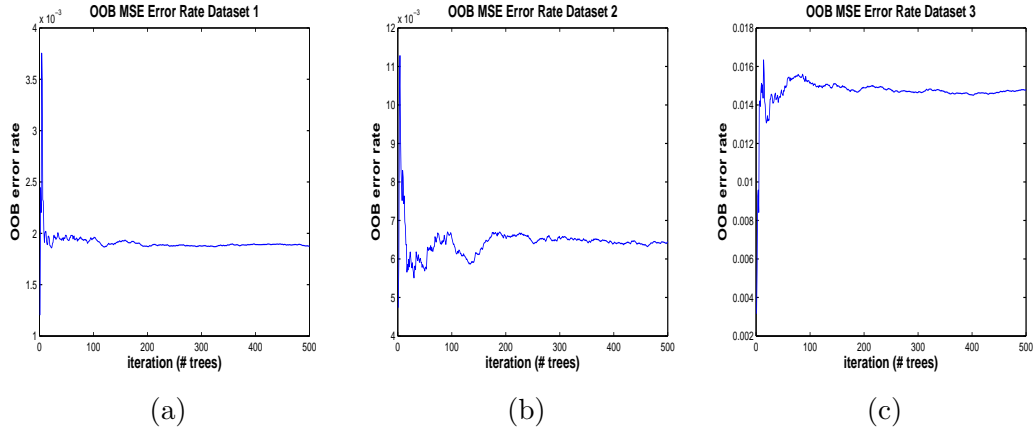 OOB MSE Error Rate Dataset 1
x 10⁻³
4
3.5
3
2.5
2
1.5
1
OOB error rate
0 100 200 300 400 500
iteration (# trees)
(a)
OOB MSE Error Rate Dataset 2
x 10⁻³
12
11
10
9
8
7
6
5
4
OOB error rate
0 100 200 300 400 500
iteration (# trees)
(b)
OOB MSE Error Rate Dataset 3
0.018
0.016
0.014
0.012
0.01
0.008
0.006
0.004
0.002
OOB error rate
0 100 200 300 400 500
iteration (# trees)
(c)